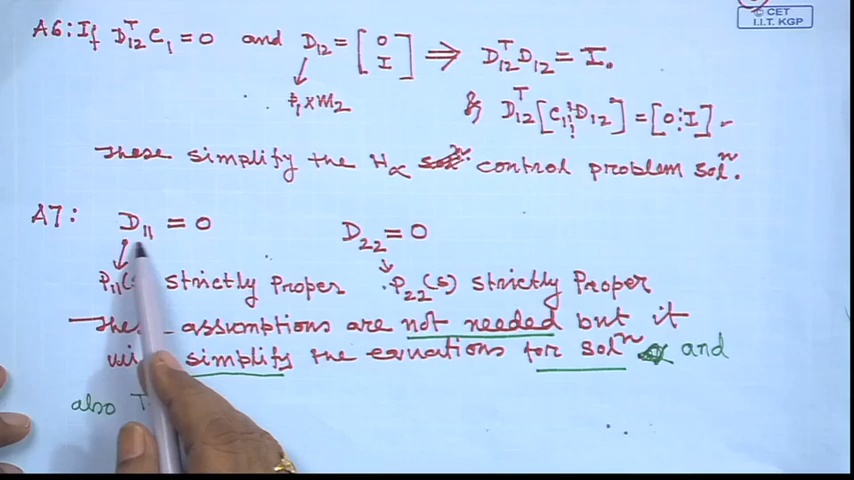 © CET
I.I.T. KGP
A6: If D₁₂ᵀ C₁ = 0 and D₁₂ = [0 I] ⟹ D₁₂ᵀ D₁₂ = I.
p₁ × m₂
& D₁₂ᵀ [C₁ ⋮ D₁₂] = [0 ⋮ I]
These simplify the H∝ control problem solⁿ.
A7: D₁₁ = 0 D₂₂ = 0
P₁₁(s) strictly Proper P₂₂(s) strictly Proper
These assumptions are not needed but it
simplify the equations for solⁿ and
also